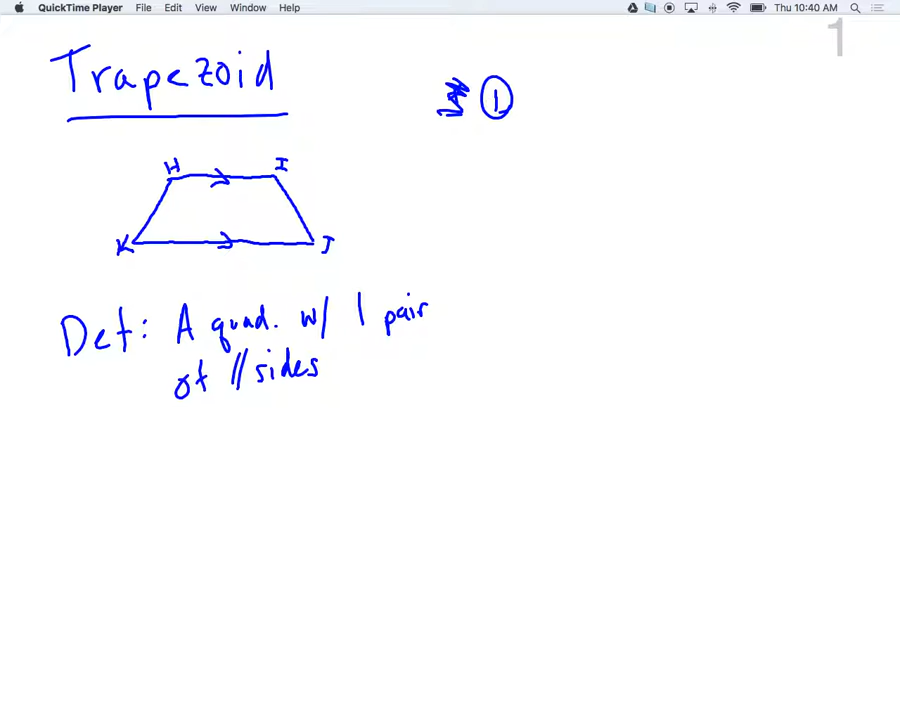 QuickTime Player File Edit View Window Help Thu 10:40 AM
1
Trapezoid
1
H I
K J
Def: A quad. w/ 1 pair
of // sides